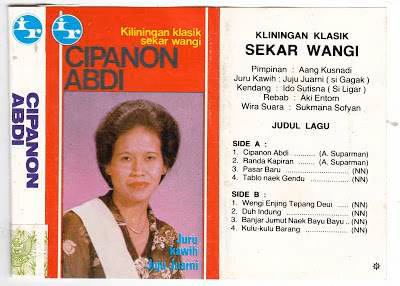 CIPANON
ABDI
Kiliningan klasik
sekar wangi
CIPANON
ABDI
Juru
Kawih
Juju Juarni
KLININGAN KLASIK
SEKAR WANGI
Pimpinan : Aang Kusnadi
Juru Kawih : Juju Juarni ( si Gagak )
Kendang : Ido Sutisna ( Si Ligar )
Rebab : Aki Entom
Wira Suara : Sukmana Sofyan
JUDUL LAGU
SIDE A :
1. Cipanon Abdi ........... (A. Suparman)
2. Randa Kapiran ........... (A. Suparman)
3. Pasar Baru ........................ (NN)
4. Tablo naek Gendu ................ (NN)
SIDE B :
1. Wengi Enjing Tepang Deui ..... (NN)
2. Duh Indung ........................ (NN)
3. Banjar Jumut Naek Bayu Bayu .. (NN)
4. Kulu-kulu Barang ................ (NN)